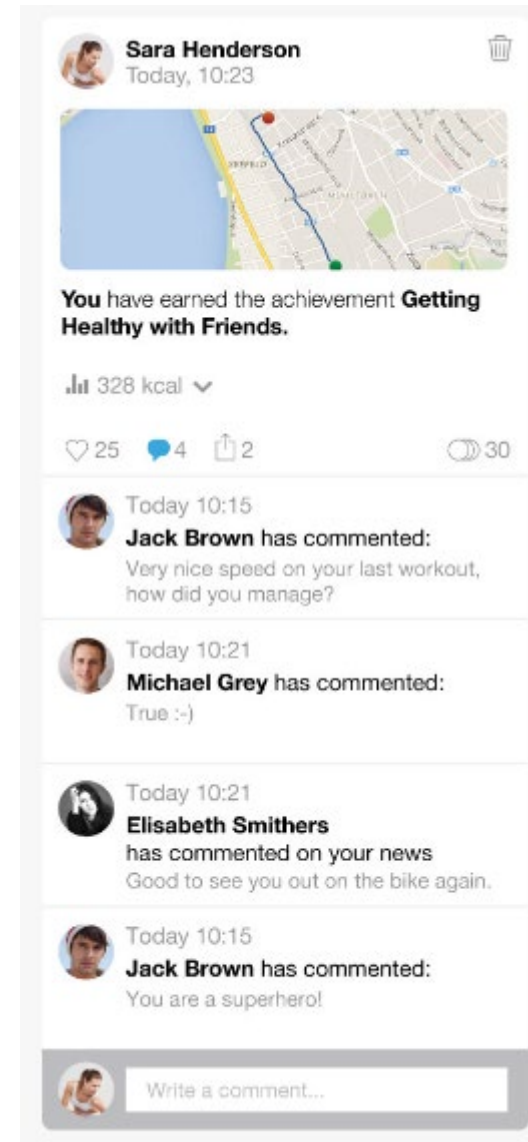 Sara Henderson
Today, 10:23
SEEFELD
MÜHLEBACH
You have earned the achievement Getting
Healthy with Friends.
328 kcal
25 4 2 30
Today 10:15
Jack Brown has commented:
Very nice speed on your last workout,
how did you manage?
Today 10:21
Michael Grey has commented:
True :-)
Today 10:21
Elisabeth Smithers
has commented on your news
Good to see you out on the bike again.
Today 10:15
Jack Brown has commented:
You are a superhero!
Write a comment...